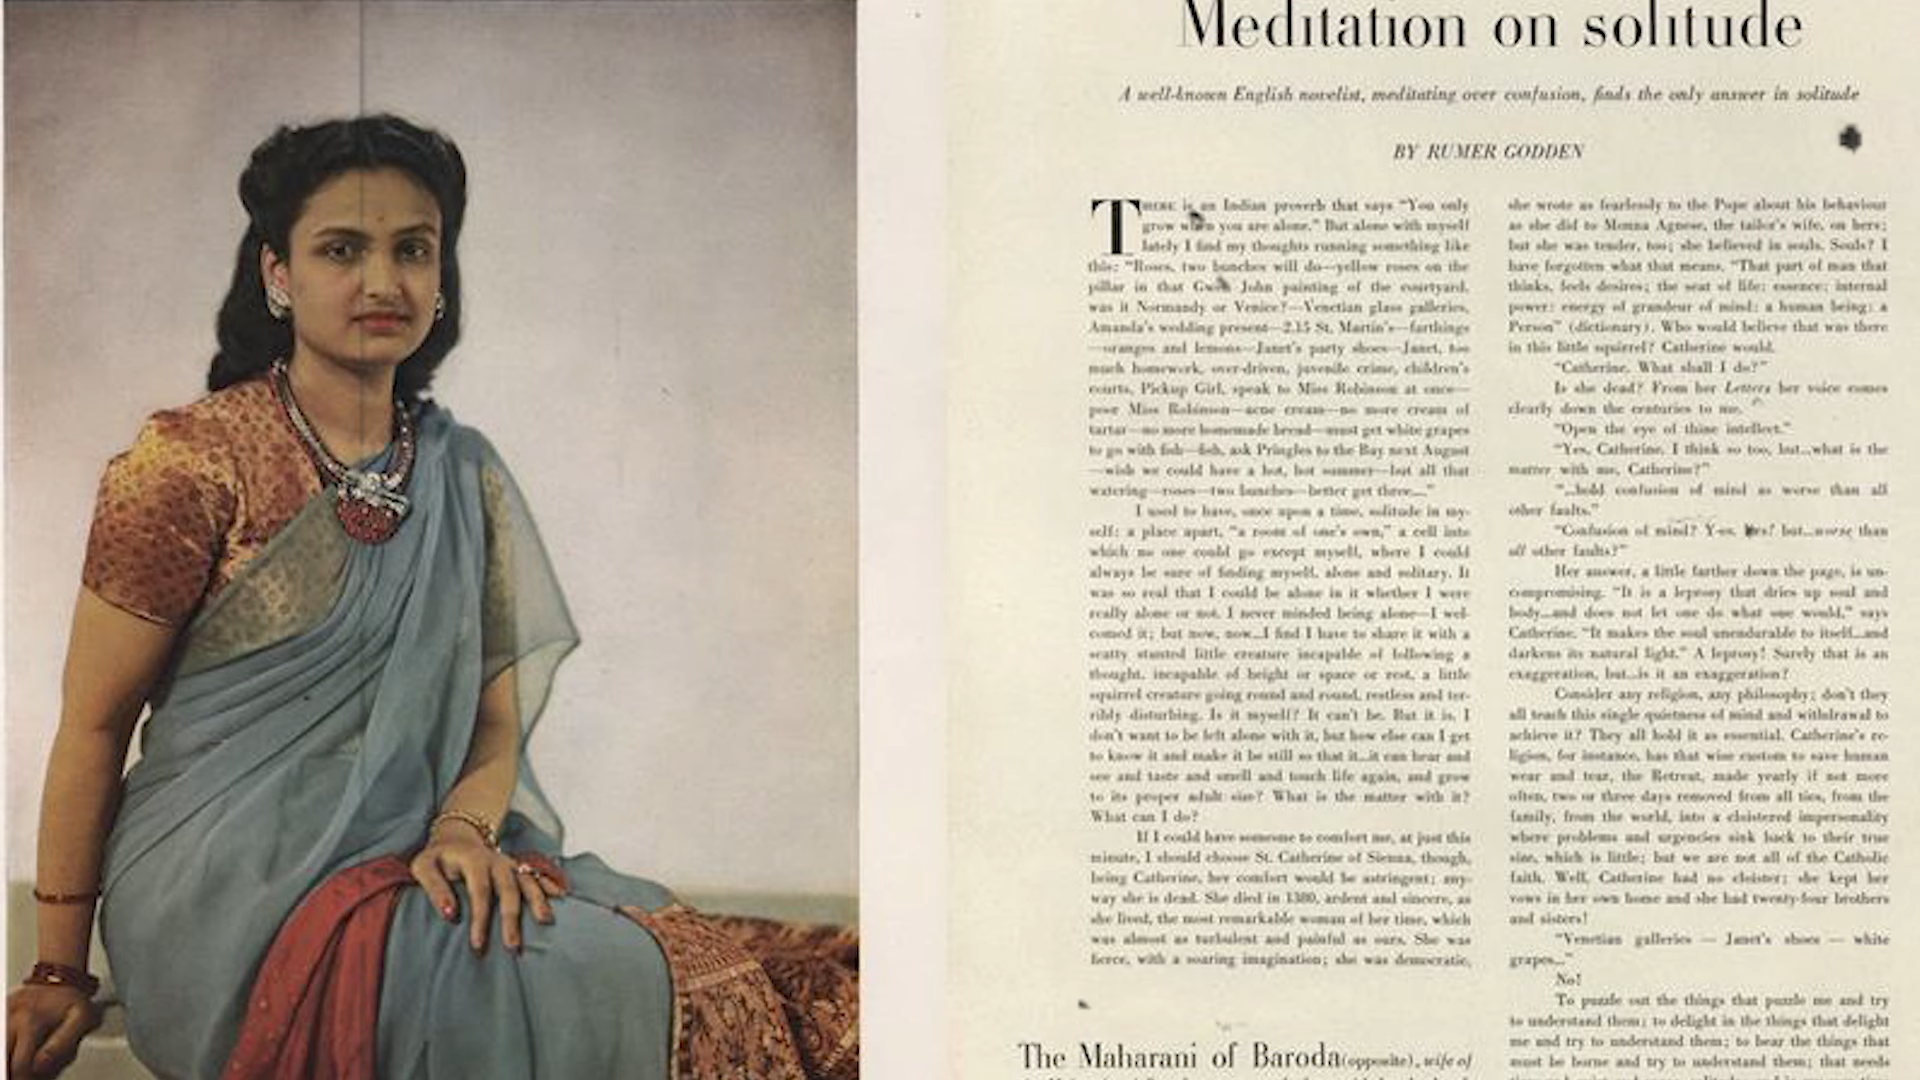 Meditation on solitude
A well-known English novelist, meditating over confusion, finds the only answer in solitude
BY RUMER GODDEN
THERE is an Indian proverb that says "You only
grow when you are alone." But alone with myself
lately I find my thoughts running something like
this: "Roses, two bunches will do—yellow roses on the
pillar in that Gwen John painting of the courtyard,
was it Normandy or Venice?—Venetian glass galleries,
Amanda's wedding present—2.15 St. Martin's—farthings
—oranges and lemons—Janet's party shoes—Janet, too
much homework, over-driven, juvenile crime, children's
courts, Pickup Girl, speak to Miss Robinson at once—
poor Miss Robinson—acne cream—no more cream of
tartar—no more homemade bread—must get white grapes
to go with fish—fish, ask Pringles to the Bay next August
—wish we could have a hot, hot summer—but all that
watering—roses—two bunches—better get three...."
I used to have, once upon a time, solitude in my-
self: a place apart, "a room of one's own," a cell into
which no one could go except myself, where I could
always be sure of finding myself, alone and solitary. It
was so real that I could be alone in it whether I were
really alone or not. I never minded being alone—I wel-
comed it; but now, now...I find I have to share it with a
scatty stunted little creature incapable of following a
thought, incapable of height or space or rest, a little
squirrel creature going round and round, restless and ter-
ribly disturbing. Is it myself? It can't be. But it is. I
don't want to be left alone with it, but how else can I get
to know it and make it be still so that it...it can hear and
see and taste and smell and touch life again, and grow
to its proper adult size? What is the matter with it?
What can I do?
If I could have someone to comfort me, at just this
minute, I should choose St. Catherine of Sienna, though,
being Catherine, her comfort would be astringent; any-
way she is dead. She died in 1380, ardent and sincere, as
she lived, the most remarkable woman of her time, which
was almost as turbulent and painful as ours. She was
fierce, with a soaring imagination; she was democratic,
The Maharani of Baroda (opposite), wife of
she wrote as fearlessly to the Pope about his behaviour
as she did to Monna Agnese, the tailor's wife, on hers;
but she was tender, too; she believed in souls. Souls? I
have forgotten what that means. "That part of man that
thinks, feels desires; the seat of life; essence; internal
power: energy of grandeur of mind: a human being: a
Person" (dictionary). Who would believe that was there
in this little squirrel? Catherine would.
"Catherine. What shall I do?"
Is she dead? From her Letters her voice comes
clearly down the centuries to me.
"Open the eye of thine intellect."
"Yes, Catherine, I think so too, but...what is the
matter with me, Catherine?"
"...hold confusion of mind as worse than all
other faults."
"Confusion of mind? Y-es. Yes! but...worse than
all other faults?"
Her answer, a little farther down the page, is un-
compromising. "It is a leprosy that dries up soul and
body...and does not let one do what one would," says
Catherine. "It makes the soul unendurable to itself...and
darkens its natural light." A leprosy! Surely that is an
exaggeration, but...is it an exaggeration?
Consider any religion, any philosophy; don't they
all teach this single quietness of mind and withdrawal to
achieve it? They all hold it as essential. Catherine's re-
ligion, for instance, has that wise custom to save human
wear and tear, the Retreat, made yearly if not more
often, two or three days removed from all ties, from the
family, from the world, into a cloistered impersonality
where problems and urgencies sink back to their true
size, which is little; but we are not all of the Catholic
faith. Well, Catherine had no cloister; she kept her
vows in her own home and she had twenty-four brothers
and sisters!
"Venetian galleries — Janet's shoes — white
grapes..."
No!
To puzzle out the things that puzzle me and try
to understand them; to delight in the things that delight
me and try to understand them; to bear the things that
must be borne and try to understand them; that needs